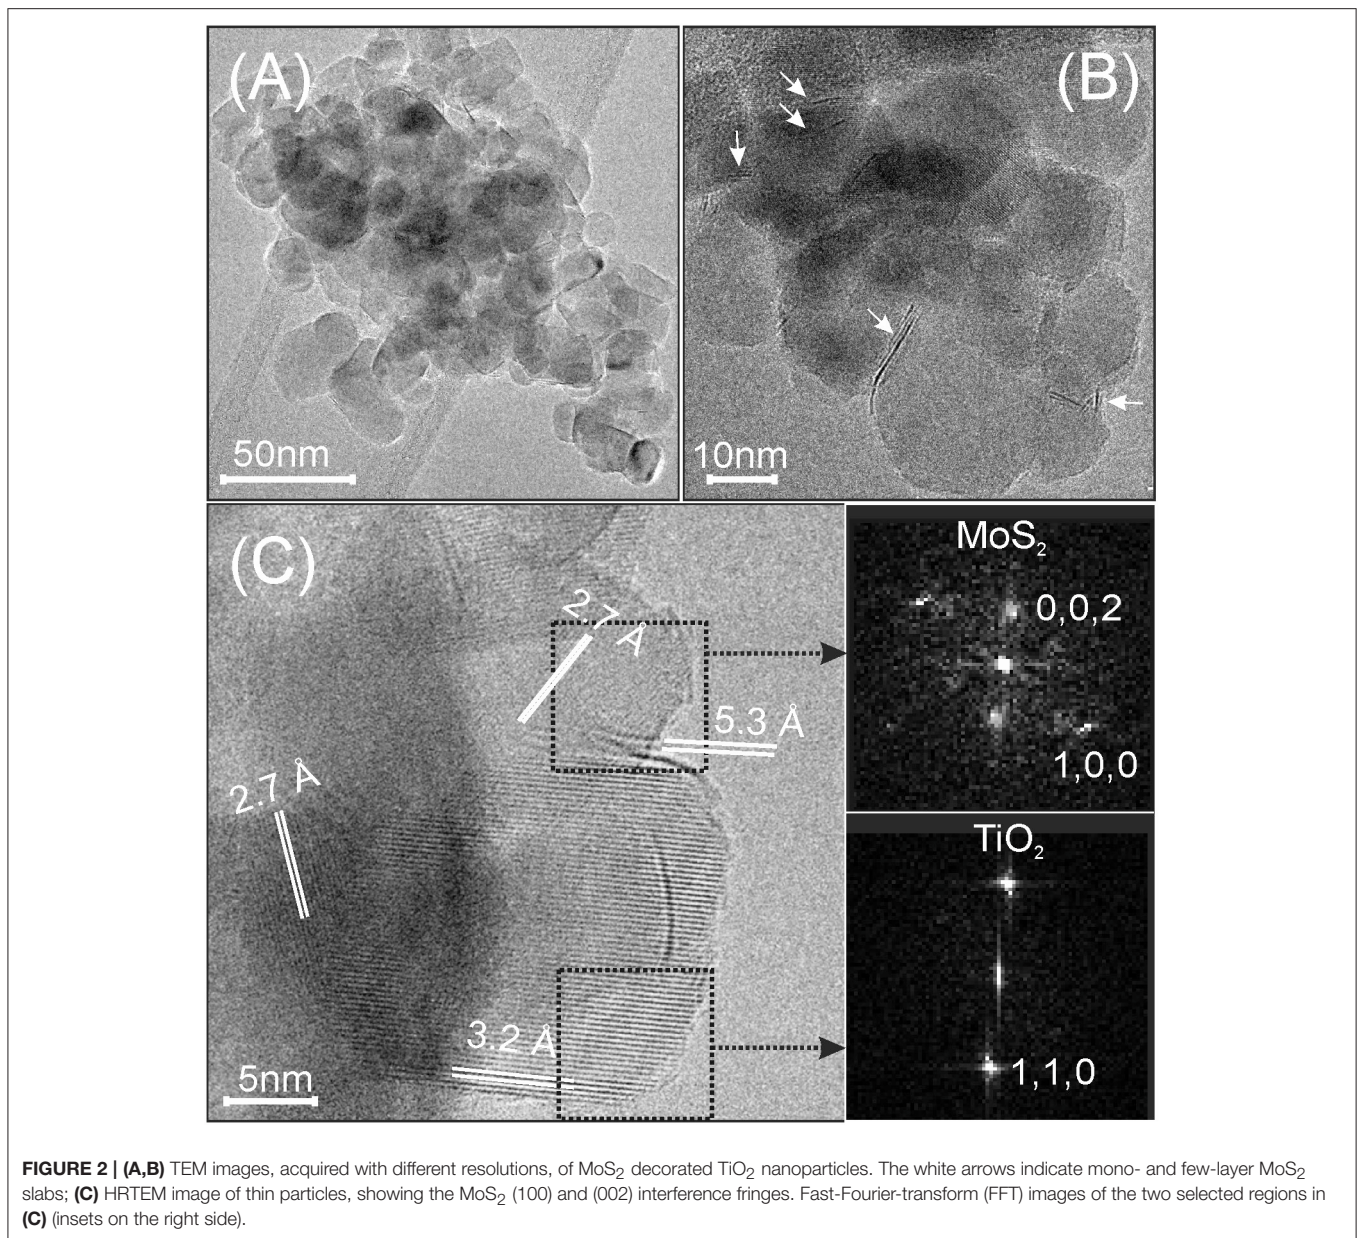 (A)
(B)
50nm
10nm
(C)
2.7 Å
5.3 Å
2.7 Å
3.2 Å
5nm
MoS₂
0,0,2
1,0,0
TiO₂
1,1,0
FIGURE 2 | (A,B) TEM images, acquired with different resolutions, of MoS₂ decorated TiO₂ nanoparticles. The white arrows indicate mono- and few-layer MoS₂
slabs; (C) HRTEM image of thin particles, showing the MoS₂ (100) and (002) interference fringes. Fast-Fourier-transform (FFT) images of the two selected regions in
(C) (insets on the right side).